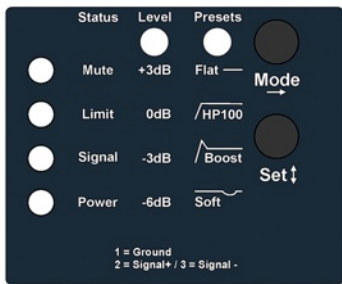 Status Level Presets
Mute +3dB Flat
Mode
Limit 0dB HP100
Signal -3dB Boost
Set
Power -6dB Soft
1 = Ground
2 = Signal+ / 3 = Signal -